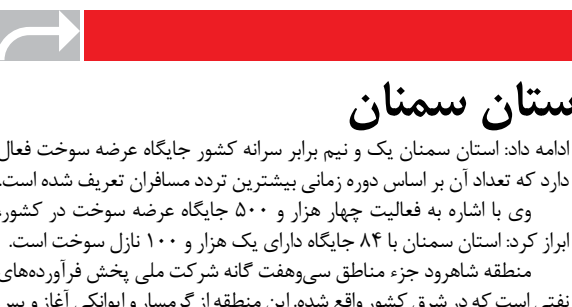 ستان سمنان
ادامه داد: استان سمنان یک و نیم برابر سرانه کشور جایگاه عرضه سوخت فعال
دارد که تعداد آن بر اساس دوره زمانی بیشترین تردد مسافران تعریف شده است.
وی با اشاره به فعالیت چهار هزار و ۵۰۰ جایگاه عرضه سوخت در کشور،
ابراز کرد: استان سمنان با ۸۴ جایگاه دارای یک هزار و ۱۰۰ نازل سوخت است.
منطقه شاهرود جزء مناطق سی‌وهفت گانه شرکت ملی پخش فرآورده‌های
نفتی است که در شرق کشور واقع شده، این منطقه از گرمسار و ایوانکی آغاز و پس